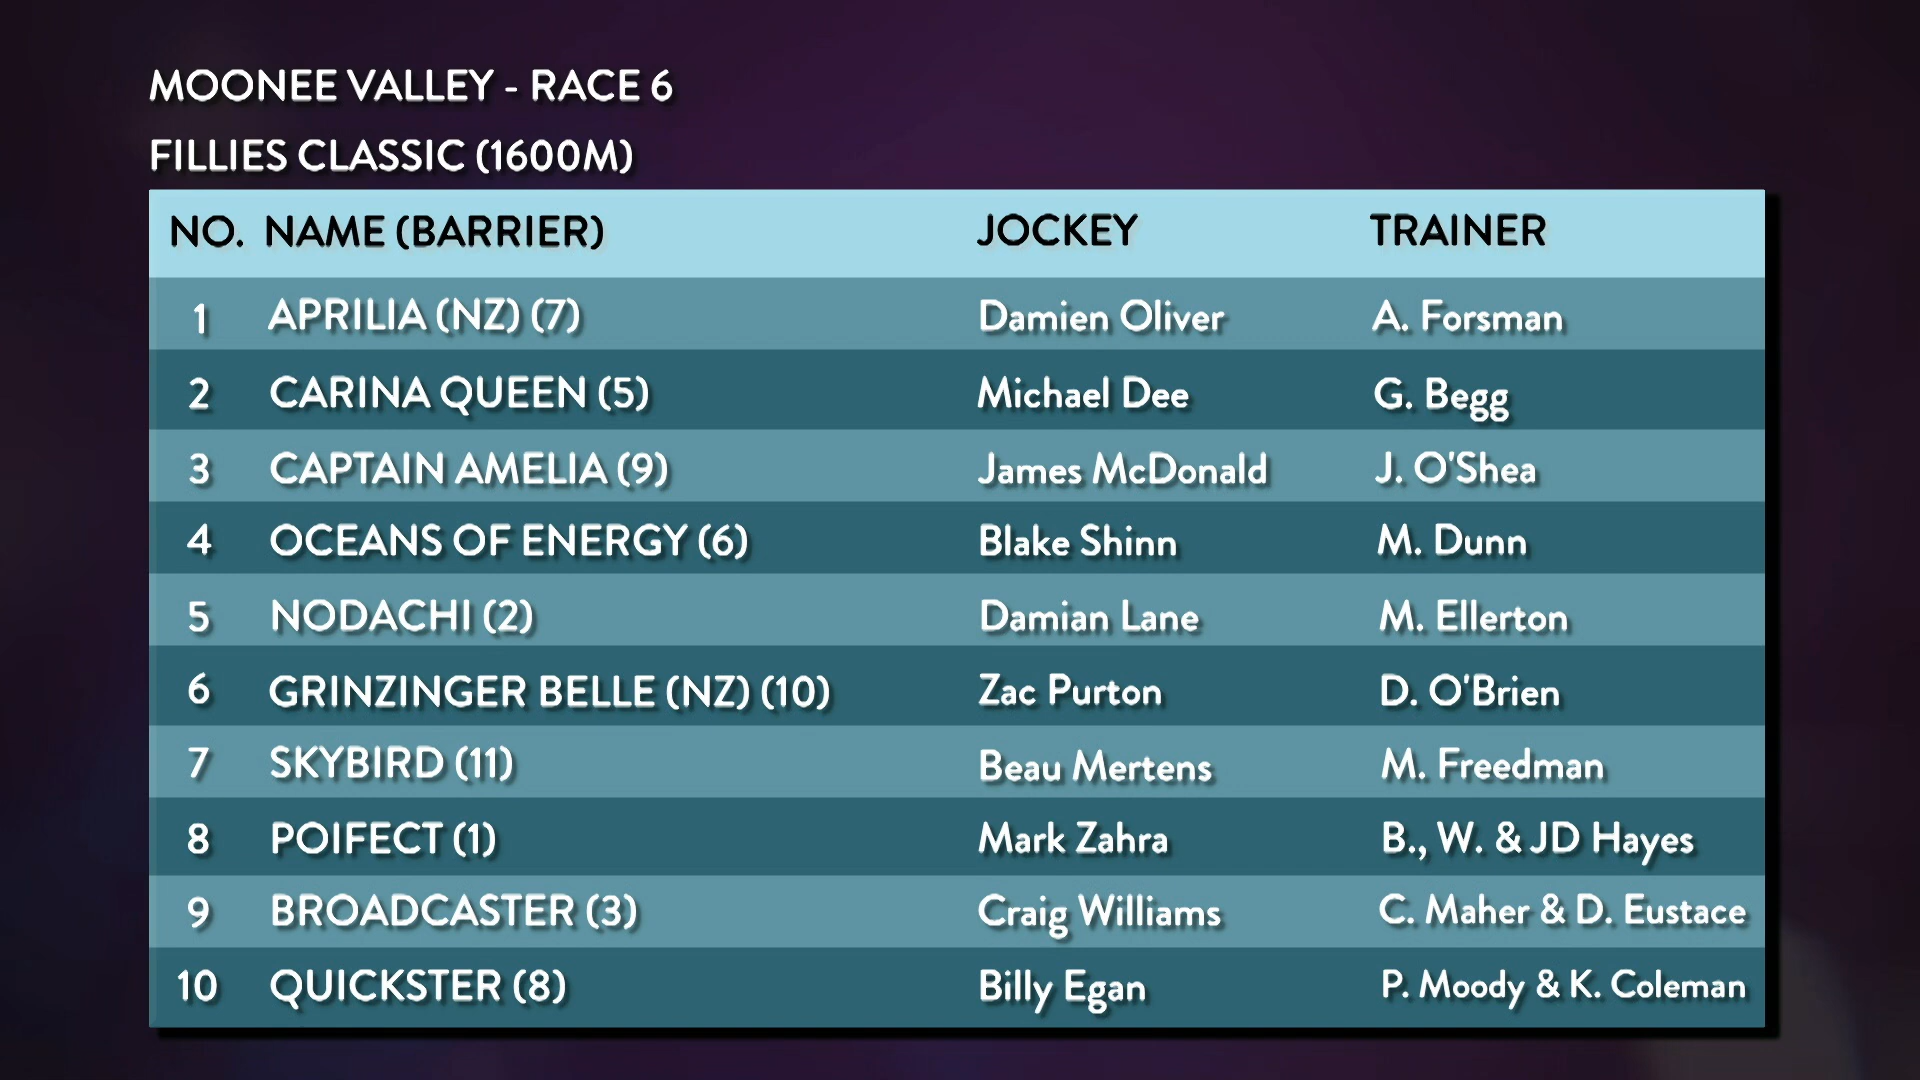 MOONEE VALLEY - RACE 6
FILLIES CLASSIC (1600M)
NO. NAME (BARRIER) JOCKEY TRAINER
1 APRILIA (NZ) (7) Damien Oliver A. Forsman
2 CARINA QUEEN (5) Michael Dee G. Begg
3 CAPTAIN AMELIA (9) James McDonald J. O'Shea
4 OCEANS OF ENERGY (6) Blake Shinn M. Dunn
5 NODACHI (2) Damian Lane M. Ellerton
6 GRINZINGER BELLE (NZ) (10) Zac Purton D. O'Brien
7 SKYBIRD (11) Beau Mertens M. Freedman
8 POIFECT (1) Mark Zahra B., W. & JD Hayes
9 BROADCASTER (3) Craig Williams C. Maher & D. Eustace
10 QUICKSTER (8) Billy Egan P. Moody & K. Coleman